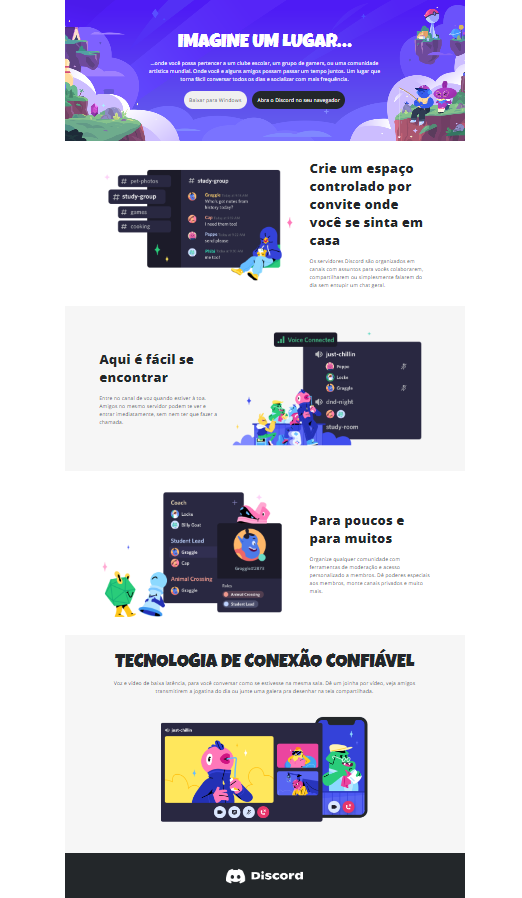 IMAGINE UM LUGAR...
...onde você possa pertencer a um clube escolar, um grupo de gamers, ou uma comunidade
artística mundial. Onde você e alguns amigos possam passar um tempo juntos. Um lugar que
torna fácil conversar todos os dias e socializar com mais frequência.
Baixar para Windows
Abra o Discord no seu navegador
# pet-photos
# study-group
# games
# cooking
# study-group
Graggle
Who's got notes from
history today?
Cap
I need them too!
Peppe
send please
Mala
me too!
Crie um espaço
controlado por
convite onde
você se sinta em
casa
Os servidores Discord são organizados em
canais com assuntos para vocês colaborarem,
compartilharem ou simplesmente falarem do
dia sem entupir um chat geral.
Aqui é fácil se
encontrar
Entre no canal de voz quando estiver à toa.
Amigos no mesmo servidor podem te ver e
entrar imediatamente, sem nem ter que fazer a
chamada.
Voice Connected
just-chillin
Peppe
Locke
Graggle
dnd-night
study-room
Coach
Locke
Billy Goat
Student Lead
Graggle
Cap
Animal Crossing
Graggle
Graggle#2873
Roles
Animal Crossing
Student Lead
Para poucos e
para muitos
Organize qualquer comunidade com
ferramentas de moderação e acesso
personalizado a membros. Dê poderes especiais
aos membros, monte canais privados e muito
mais.
TECNOLOGIA DE CONEXÃO CONFIÁVEL
Voz e vídeo de baixa latência, para você conversar como se estivesse na mesma sala. Dê um joinha por vídeo, veja amigos
transmitirem a jogatina do dia ou junte uma galera pra desenhar na tela compartilhada.
just-chillin
Discord